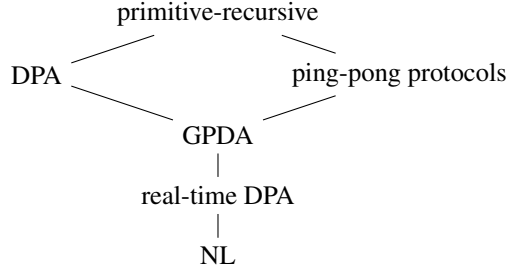 primitive-recursive
DPA
ping-pong protocols
GPDA
real-time DPA
NL